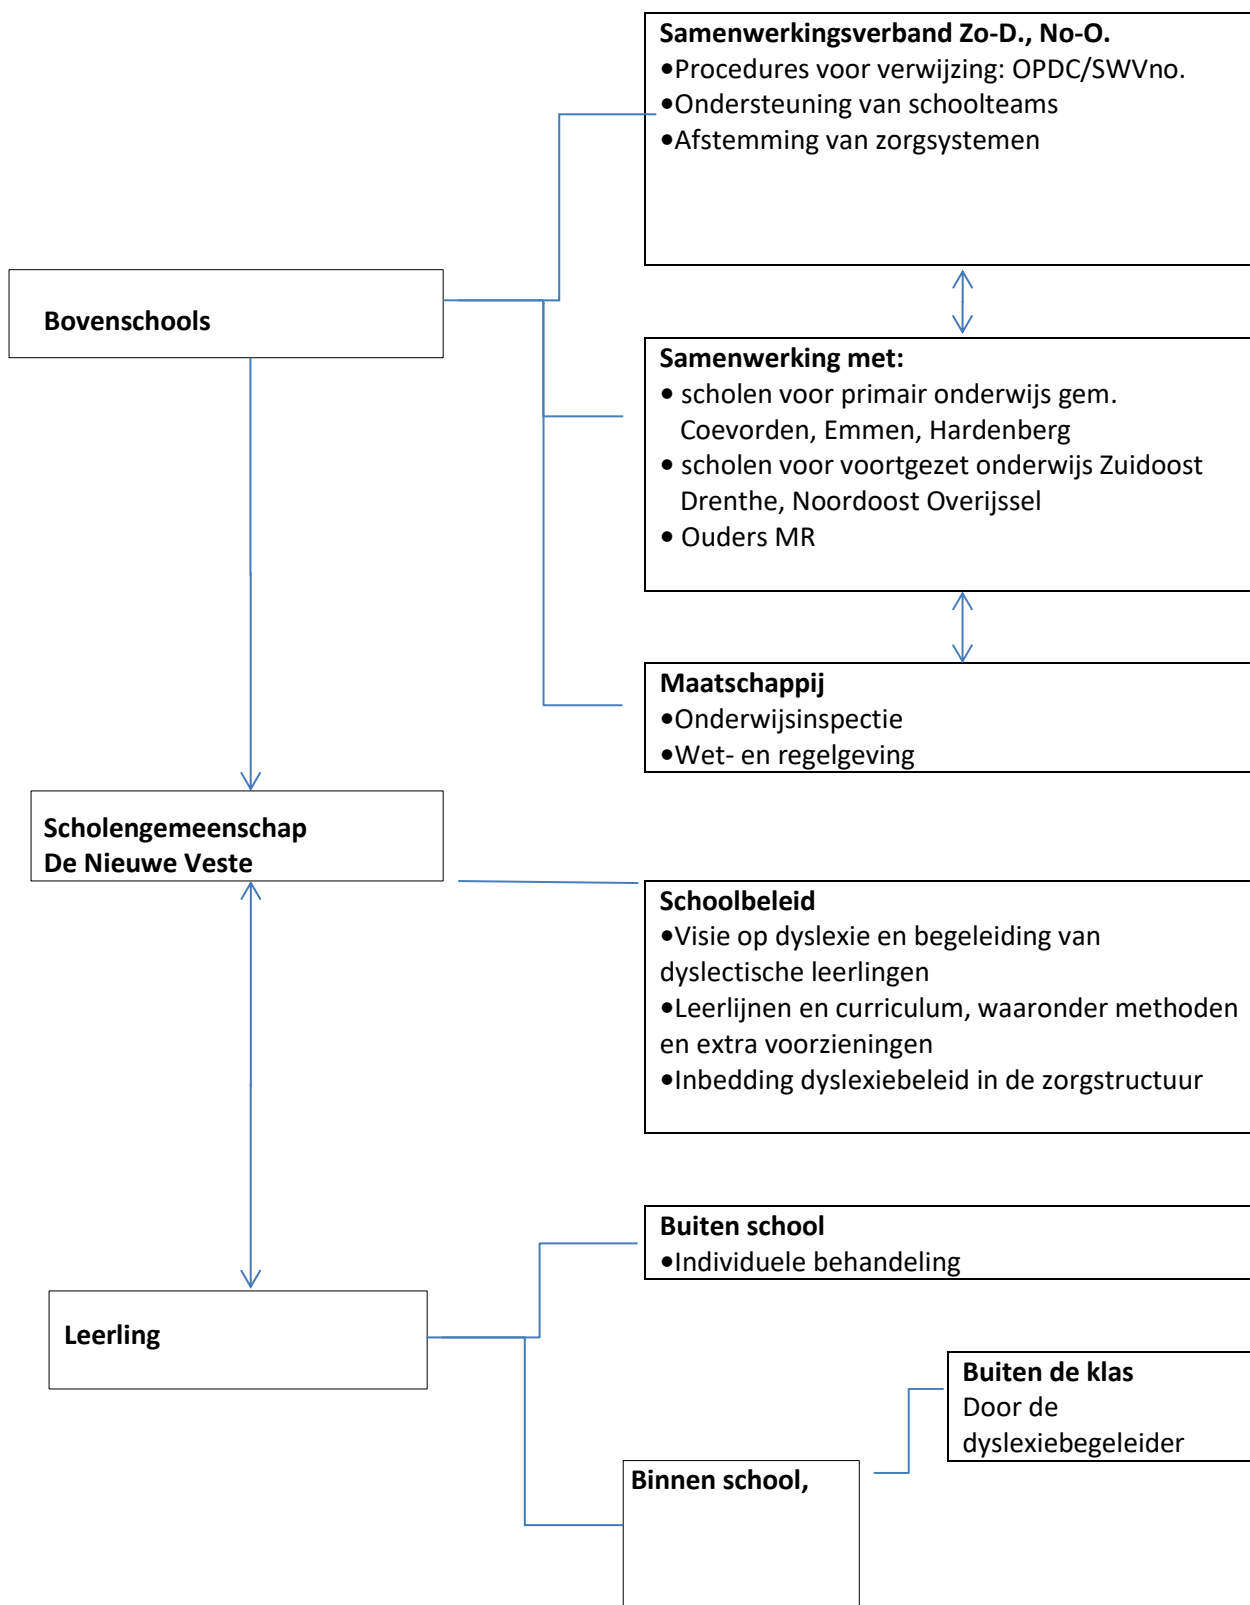 Samenwerkingsverband Zo-D., No-O.
•Procedures voor verwijzing: OPDC/SWVno.
•Ondersteuning van schoolteams
•Afstemming van zorgsystemen
Bovenschools
Samenwerking met:
• scholen voor primair onderwijs gem.
Coevorden, Emmen, Hardenberg
• scholen voor voortgezet onderwijs Zuidoost
Drenthe, Noordoost Overijssel
• Ouders MR
Maatschappij
•Onderwijsinspectie
•Wet- en regelgeving
Scholengemeenschap
De Nieuwe Veste
Schoolbeleid
•Visie op dyslexie en begeleiding van
dyslectische leerlingen
•Leerlijnen en curriculum, waaronder methoden
en extra voorzieningen
•Inbedding dyslexiebeleid in de zorgstructuur
Buiten school
•Individuele behandeling
Leerling
Buiten de klas
Door de
dyslexiebegeleider
Binnen school,